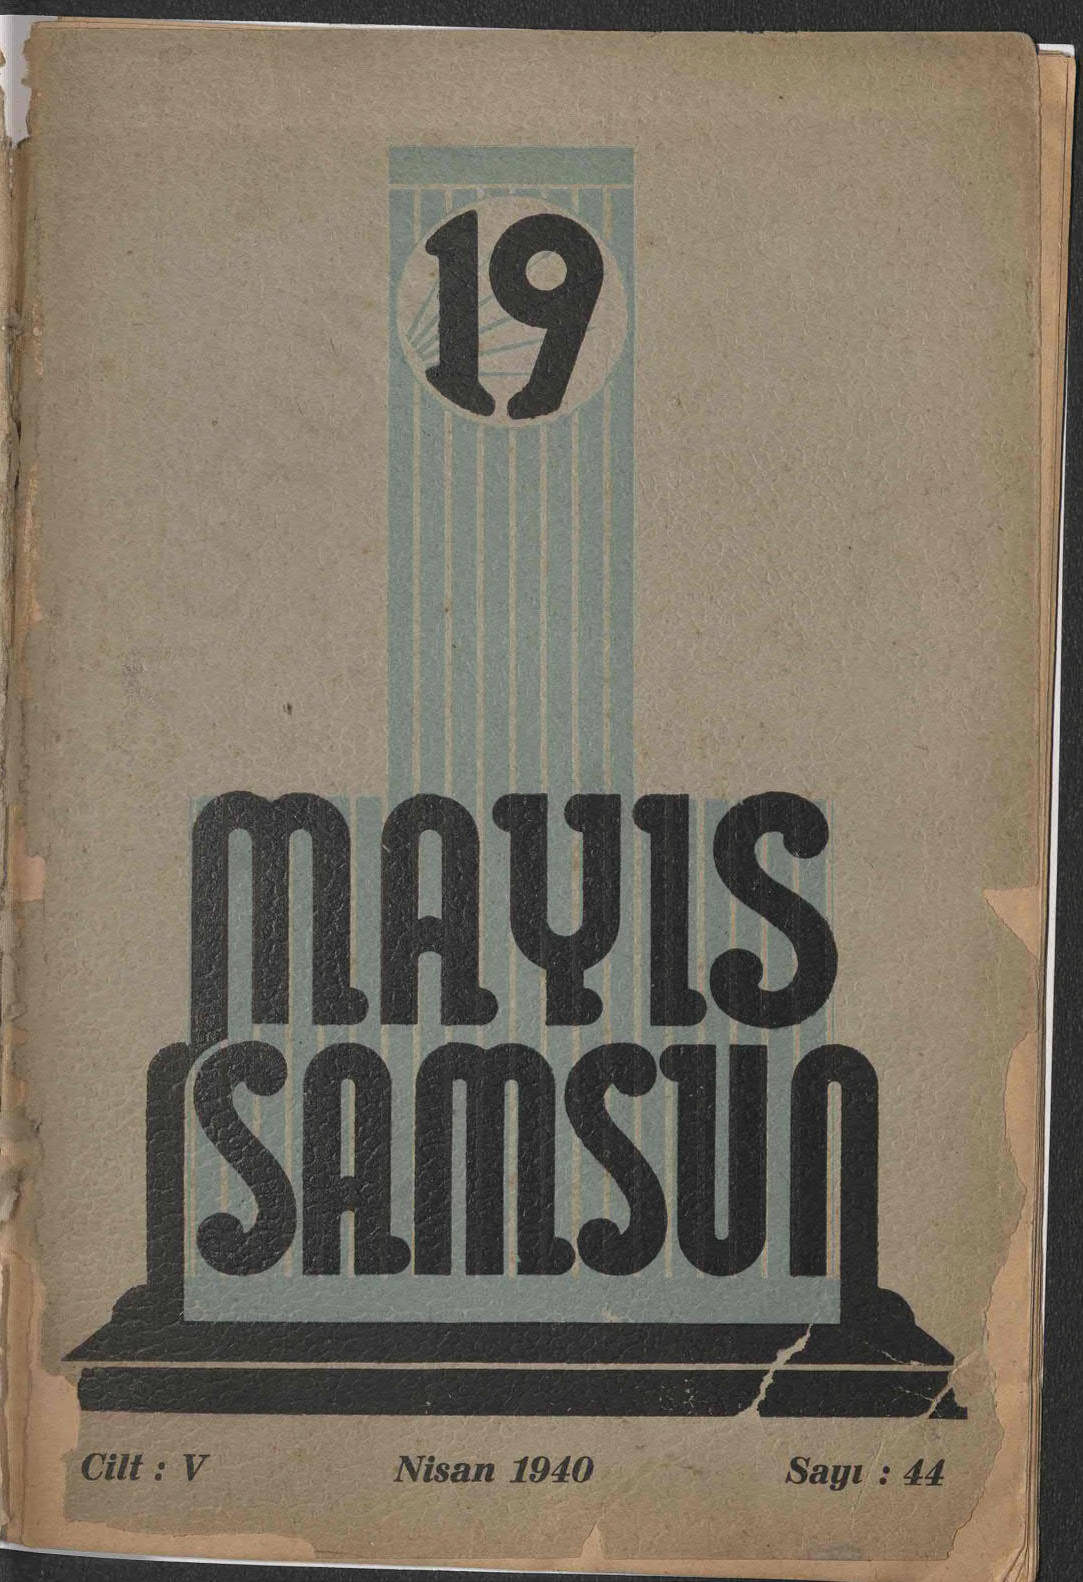 19
MAYIS
SAMSUN
Cilt : V Nisan 1940 Sayı : 44